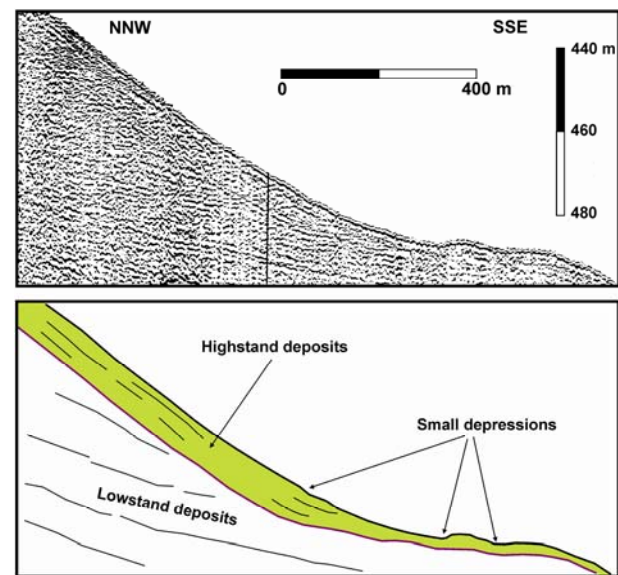 NNW SSE
440 m
0 400 m
460
480
Highstand deposits
Small depressions
Lowstand deposits